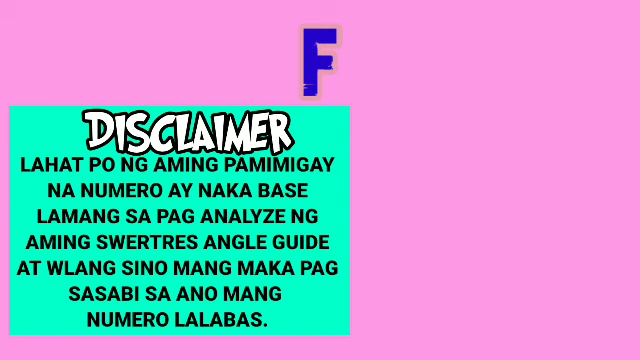 F
DISCLAIMER
LAHAT PO NG AMING PAMIMIGAY
NA NUMERO AY NAKA BASE
LAMANG SA PAG ANALYZE NG
AMING SWERTRES ANGLE GUIDE
AT WLANG SINO MANG MAKA PAG
SASABI SA ANO MANG
NUMERO LALABAS.